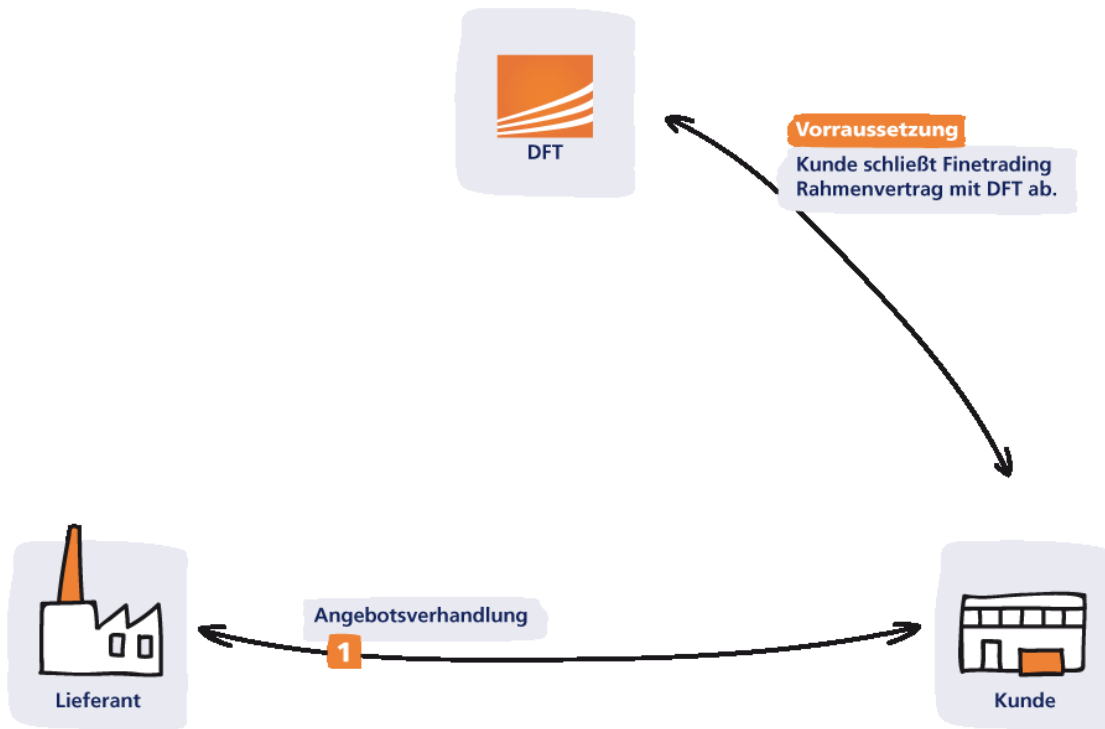 DFT
Vorraussetzung
Kunde schließt Finetrading
Rahmenvertrag mit DFT ab.
Angebotsverhandlung
1
Lieferant
Kunde